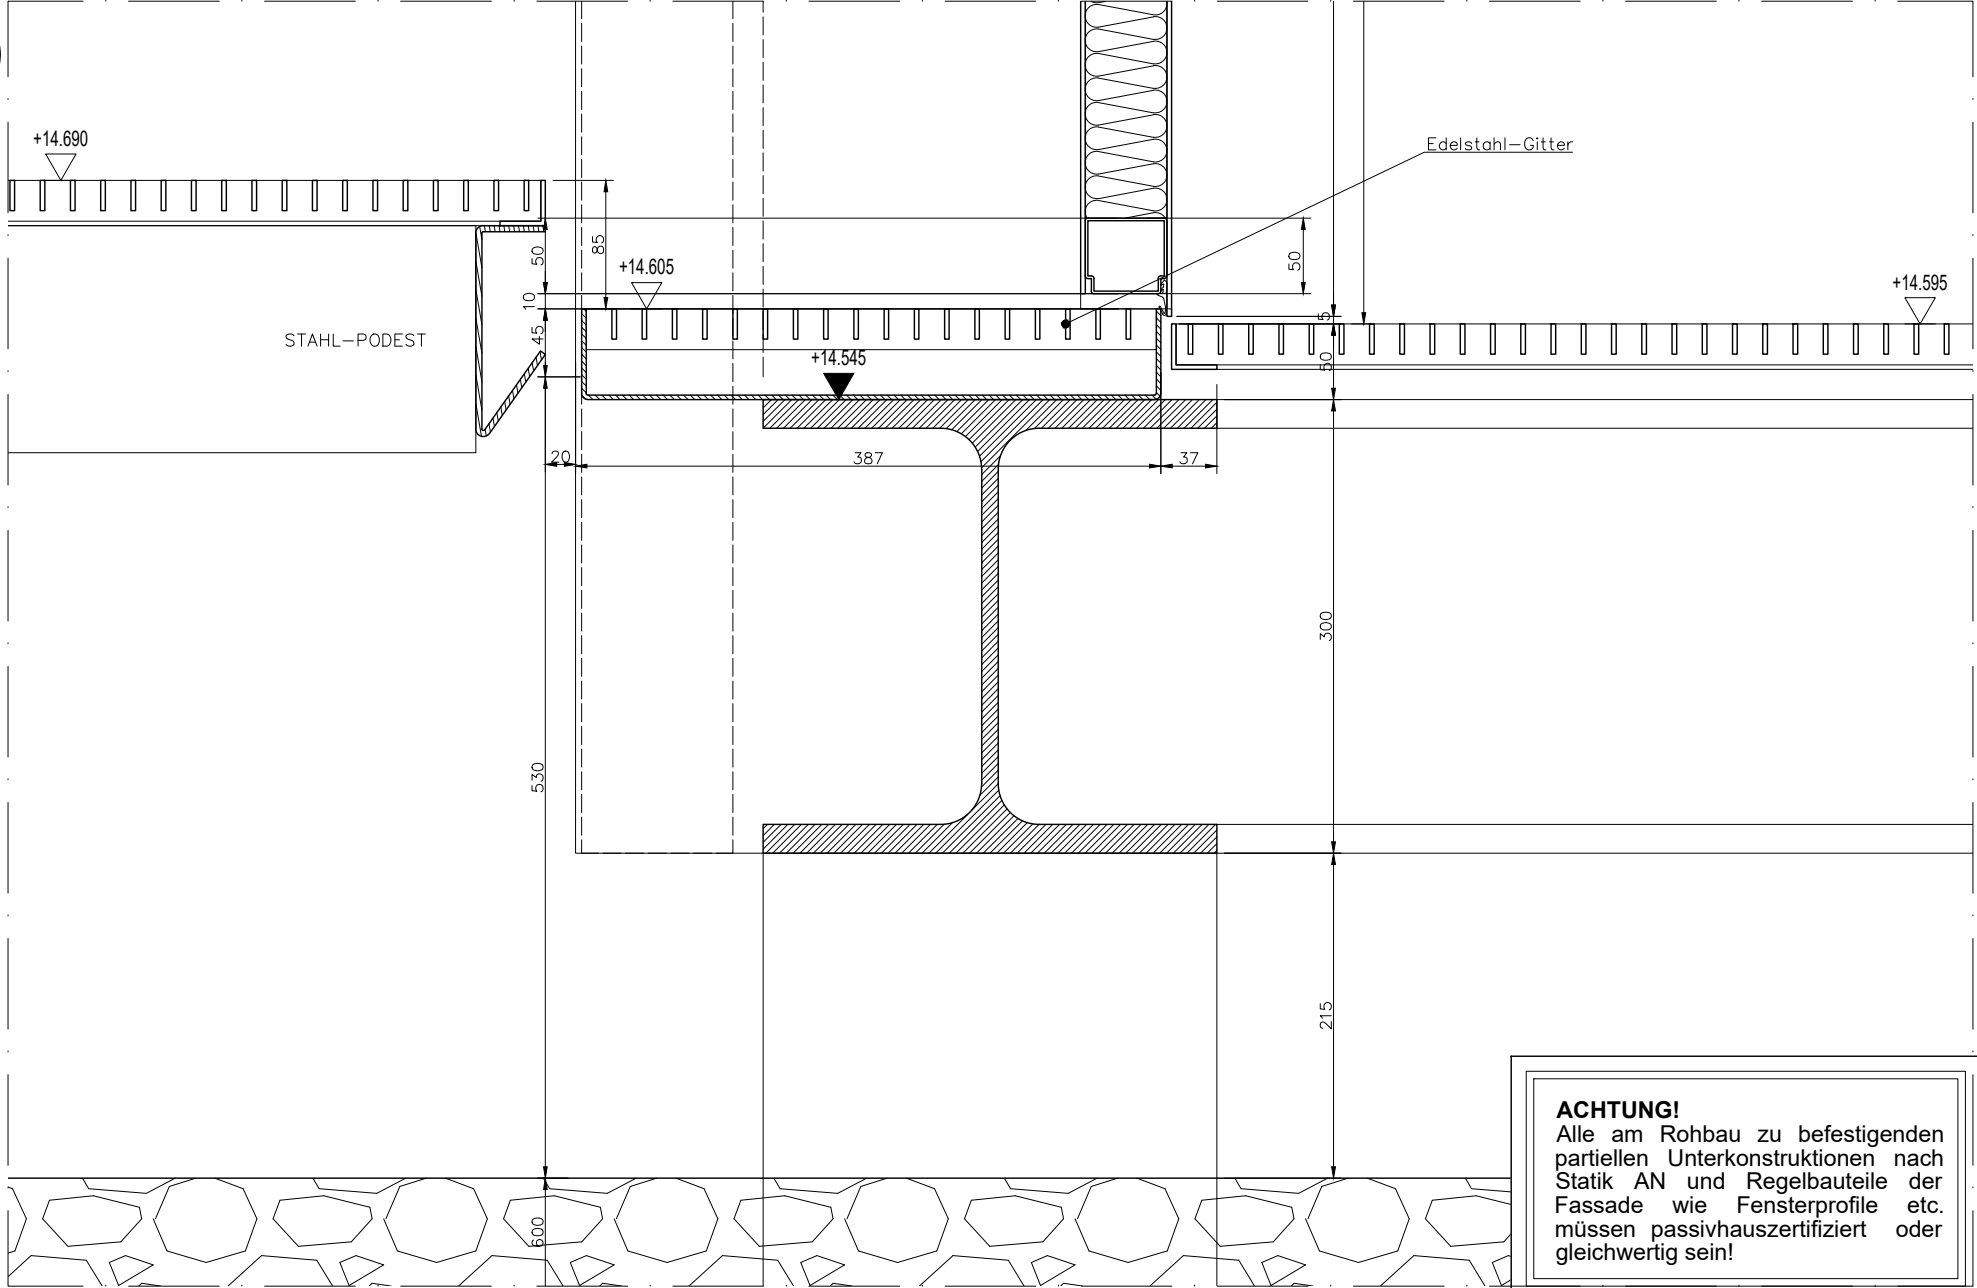 +14.690
Edelstahl-Gitter
50
85
+14.605
50
+14.595
10
45
5
STAHL-PODEST
+14.545
50
20
387
37
300
530
215
600
ACHTUNG!
Alle am Rohbau zu befestigenden
partiellen Unterkonstruktionen nach
Statik AN und Regelbauteile der
Fassade wie Fensterprofile etc.
müssen passivhauszertifiziert oder
gleichwertig sein!